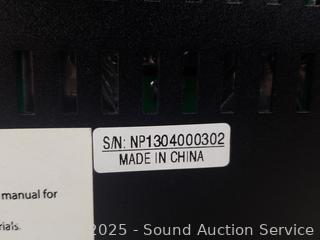 S/N: NP1304000302
MADE IN CHINA
manual for
rials.
2025 - Sound Auction Service